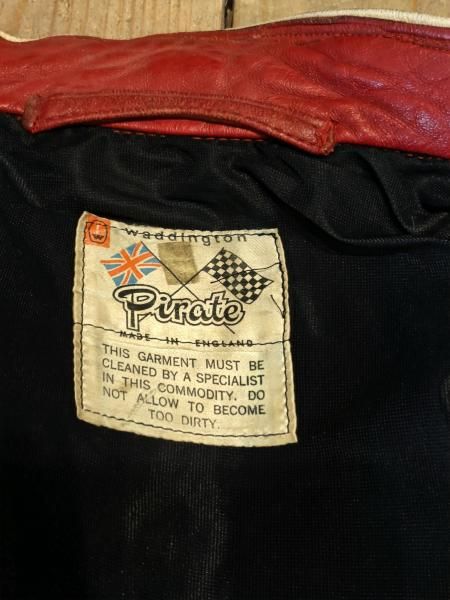 waddington
Pirate
MADE IN ENGLAND
THIS GARMENT MUST BE
CLEANED BY A SPECIALIST
IN THIS COMMODITY. DO
NOT ALLOW TO BECOME
TOO DIRTY.